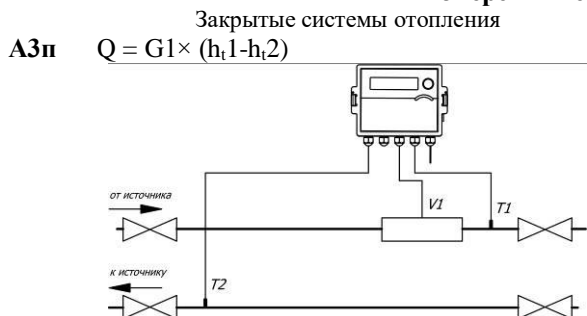 Закрытые системы отопления
А3п Q = G1× (ht1-ht2)
от источника
V1
T1
к источнику
T2